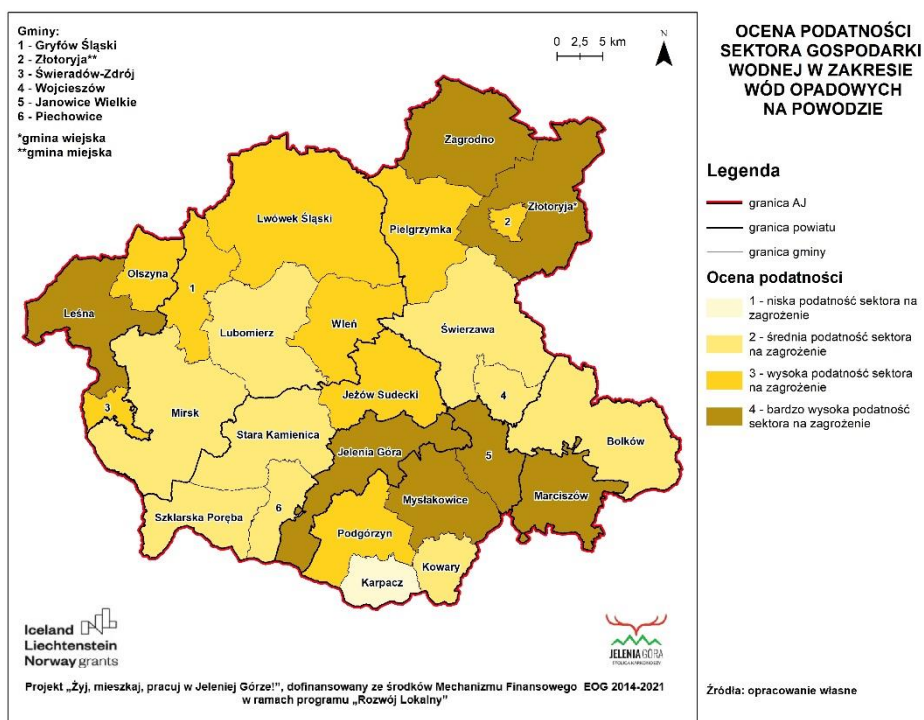 Gminy:
1 - Gryfów Śląski
2 - Złotoryja**
3 - Świeradów-Zdrój
4 - Wojcieszów
5 - Janowice Wielkie
6 - Piechowice
*gmina wiejska
**gmina miejska
0 2,5 5 km
N
Zagrodno
Złotoryja*
2
Lwówek Śląski
Pielgrzymka
Olszyna
1
Leśna
Lubomierz
Wleń
Świerzawa
Jeżów Sudecki
4
3
Mirsk
Stara Kamienica
Bolków
Jelenia Góra
5
Mysłakowice
Marciszów
6
Szklarska Poręba
Podgórzyn
Kowary
Karpacz
Iceland
Liechtenstein
Norway grants
JELENIA GÓRA
STOLICA KARKONOSZY
Projekt „Żyj, mieszkaj, pracuj w Jeleniej Górze!", dofinansowany ze środków Mechanizmu Finansowego EOG 2014-2021
w ramach programu „Rozwój Lokalny"
OCENA PODATNOŚCI
SEKTORA GOSPODARKI
WODNEJ W ZAKRESIE
WÓD OPADOWYCH
NA POWODZIE
Legenda
granica AJ
granica powiatu
granica gminy
Ocena podatności
1 - niska podatność sektora na
zagrożenie
2 - średnia podatność sektora
na zagrożenie
3 - wysoka podatność sektora
na zagrożenie
4 - bardzo wysoka podatność
sektora na zagrożenie
Źródła: opracowanie własne